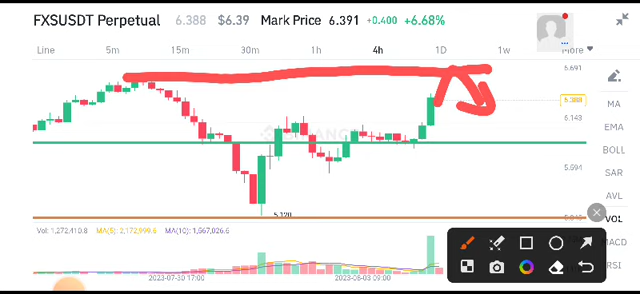 FXSUSDT Perpetual 6.388 $6.39 Mark Price 6.391 +0.400 +6.68%
Line 5m 15m 30m 1h 4h 1D 1w More
5.691
6.388
6.143
5.694
5.120
Vol: 1,272,410.8 MA(5): 2,172,999.6 MA(10): 1,667,026.6
2023-07-30 17:00 2023-08-03 09:00
MA
EMA
BOLL
SAR
AVL
VOL
MACD
RSI